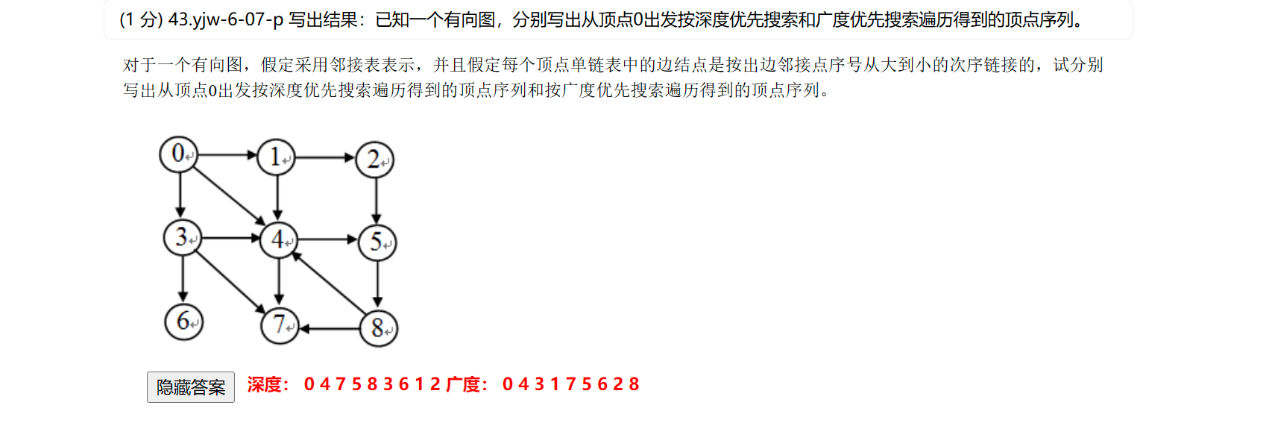 (1 分) 43.yjw-6-07-p 写出结果：已知一个有向图，分别写出从顶点0出发按深度优先搜索和广度优先搜索遍历得到的顶点序列。
对于一个有向图，假定采用邻接表表示，并且假定每个顶点单链表中的边结点是按出边邻接点序号从大到小的次序链接的，试分别
写出从顶点0出发按深度优先搜索遍历得到的顶点序列和按广度优先搜索遍历得到的顶点序列。
0 1 2
3 4 5
6 7 8
隐藏答案 深度： 0 4 7 5 8 3 6 1 2 广度： 0 4 3 1 7 5 6 2 8